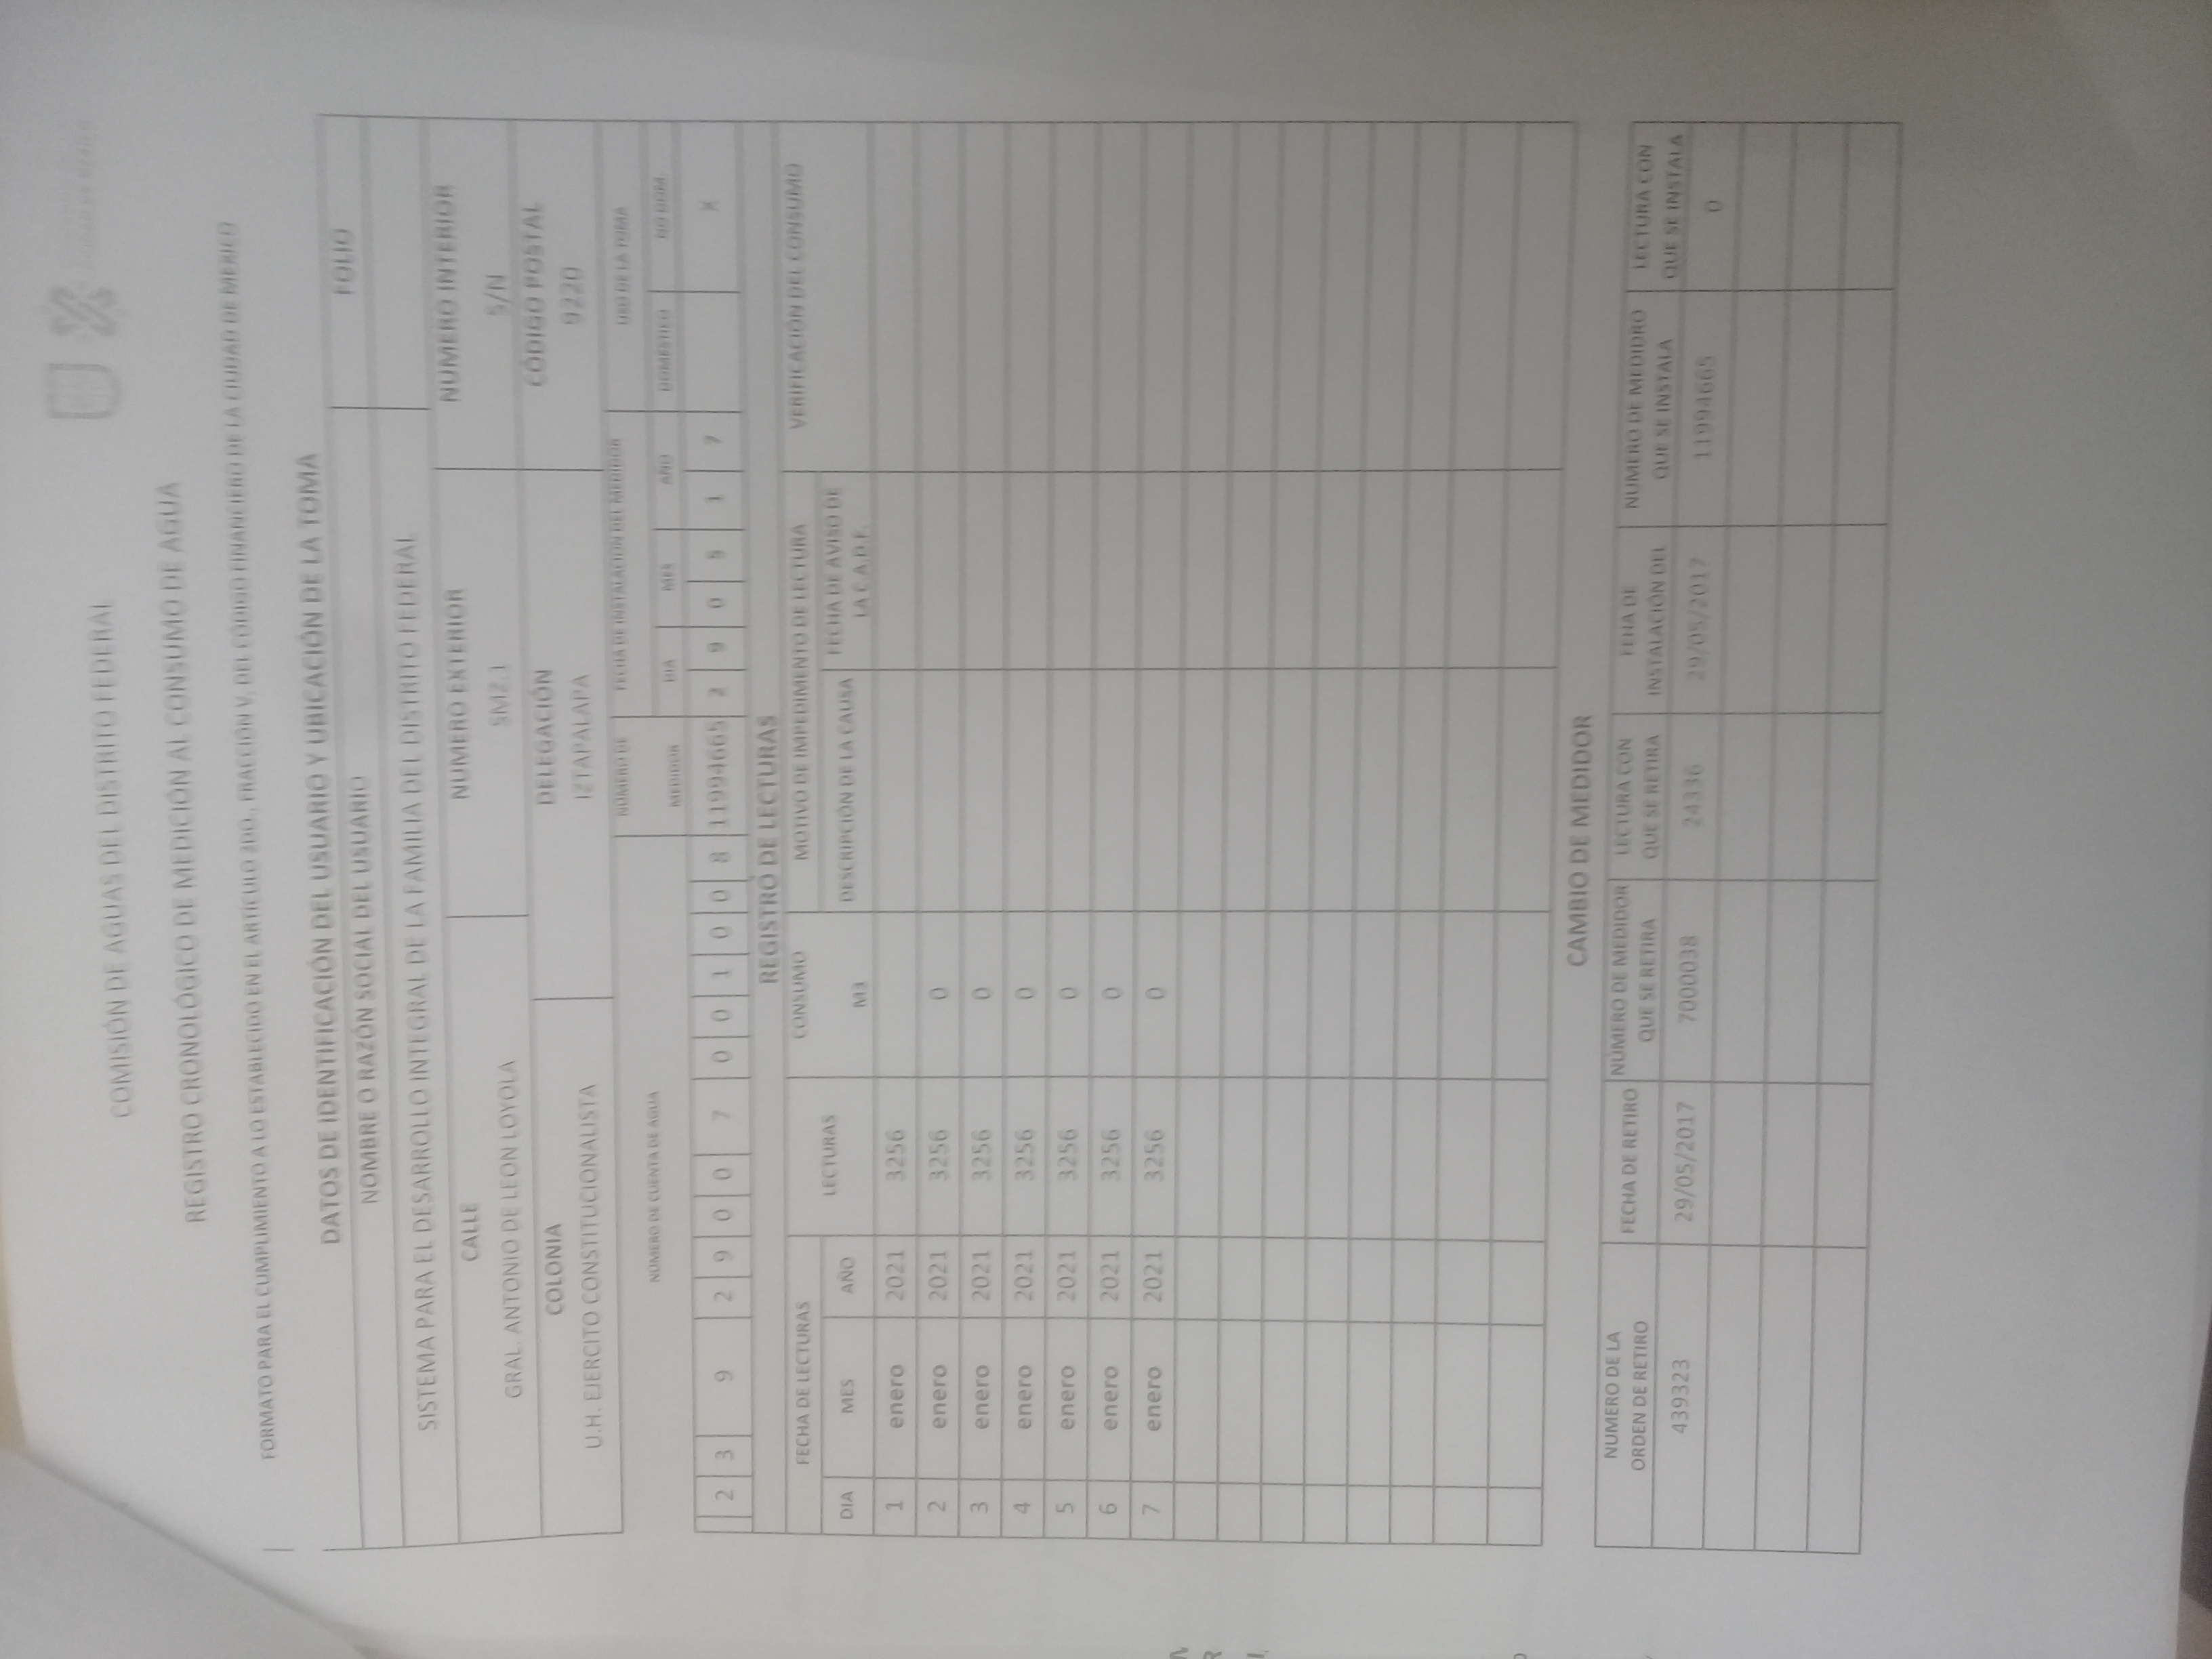 CIUDAD DE MÉXICO
COMISIÓN DE AGUAS DEL DISTRITO FEDERAL
REGISTRO CRONOLÓGICO DE MEDICIÓN AL CONSUMO DE AGUA
FORMATO PARA EL CUMPLIMIENTO A LO ESTABLECIDO EN EL ARTÍCULO FRACCIÓN V, DEL CÓDIGO FINANCIERO DE LA CIUDAD DE MEXICO
DATOS DE IDENTIFICACIÓN DEL USUARIO Y UBICACIÓN DE LA TOMA
NOMBRE O RAZÓN SOCIAL DEL USUARIO FOLIO
SISTEMA PARA EL DESARROLLO INTEGRAL DE LA FAMILIA DEL DISTRITO FEDERAL
CALLE NUMERO EXTERIOR NUMERO INTERIOR
GRAL. ANTONIO DE LEON LOYOLA SMZ.1 S/N
COLONIA DELEGACIÓN CÓDIGO POSTAL
U.H. EJERCITO CONSTITUCIONALISTA IZTAPALAPA 9220
NÚMERO DE CUENTA DE AGUA NÚMERO DE MEDIDOR FECHA DE INSTALACIÓN DEL MEDIDOR USO DE LA TOMA
DIA MES AÑO DOMÉSTICO NO DOM.
2 3 9 2 9 0 0 7 0 0 1 0 0 8 11994665 2 9 0 5 1 7 X
REGISTRO DE LECTURAS
FECHA DE LECTURAS LECTURAS CONSUMO M3 MOTIVO DE IMPEDIMENTO DE LECTURA VERIFICACIÓN DEL CONSUMO
DIA MES AÑO DESCRIPCIÓN DE LA CAUSA FECHA DE AVISO DE LA C.A.D.F.
1 enero 2021 3256
2 enero 2021 3256 0
3 enero 2021 3256 0
4 enero 2021 3256 0
5 enero 2021 3256 0
6 enero 2021 3256 0
7 enero 2021 3256 0
CAMBIO DE MEDIDOR
NUMERO DE LA ORDEN DE RETIRO FECHA DE RETIRO NÚMERO DE MEDIDOR QUE SE RETIRA LECTURA CON QUE SE RETIRA FEHA DE INSTALACIÓN DEL NUMERO DE MEDIDRO QUE SE INSTALA LECTURA CON QUE SE INSTALA
439323 29/05/2017 7000038 24336 29/05/2017 11994665 0